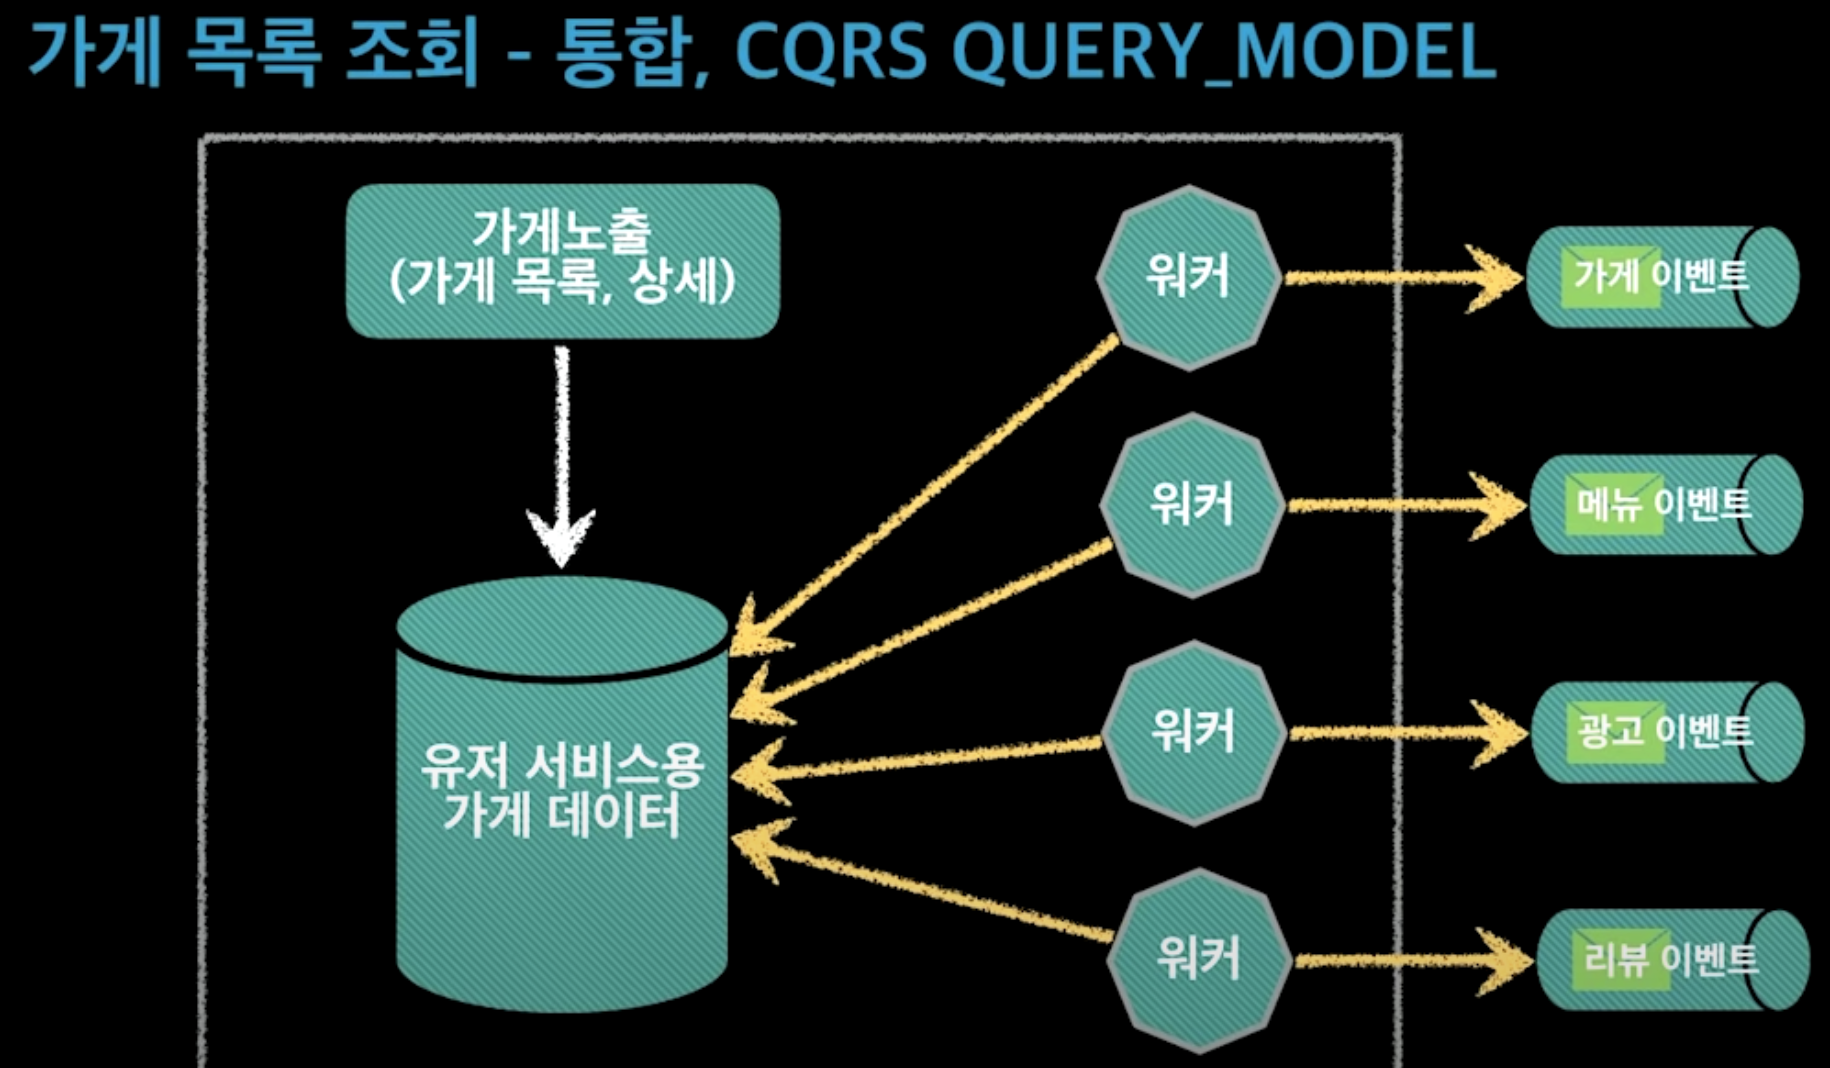 가게 목록 조회 - 통합, CQRS QUERY_MODEL
가게노출
(가게 목록, 상세)
워커
가게 이벤트
워커
메뉴 이벤트
유저 서비스용
가게 데이터
워커
광고 이벤트
워커
리뷰 이벤트